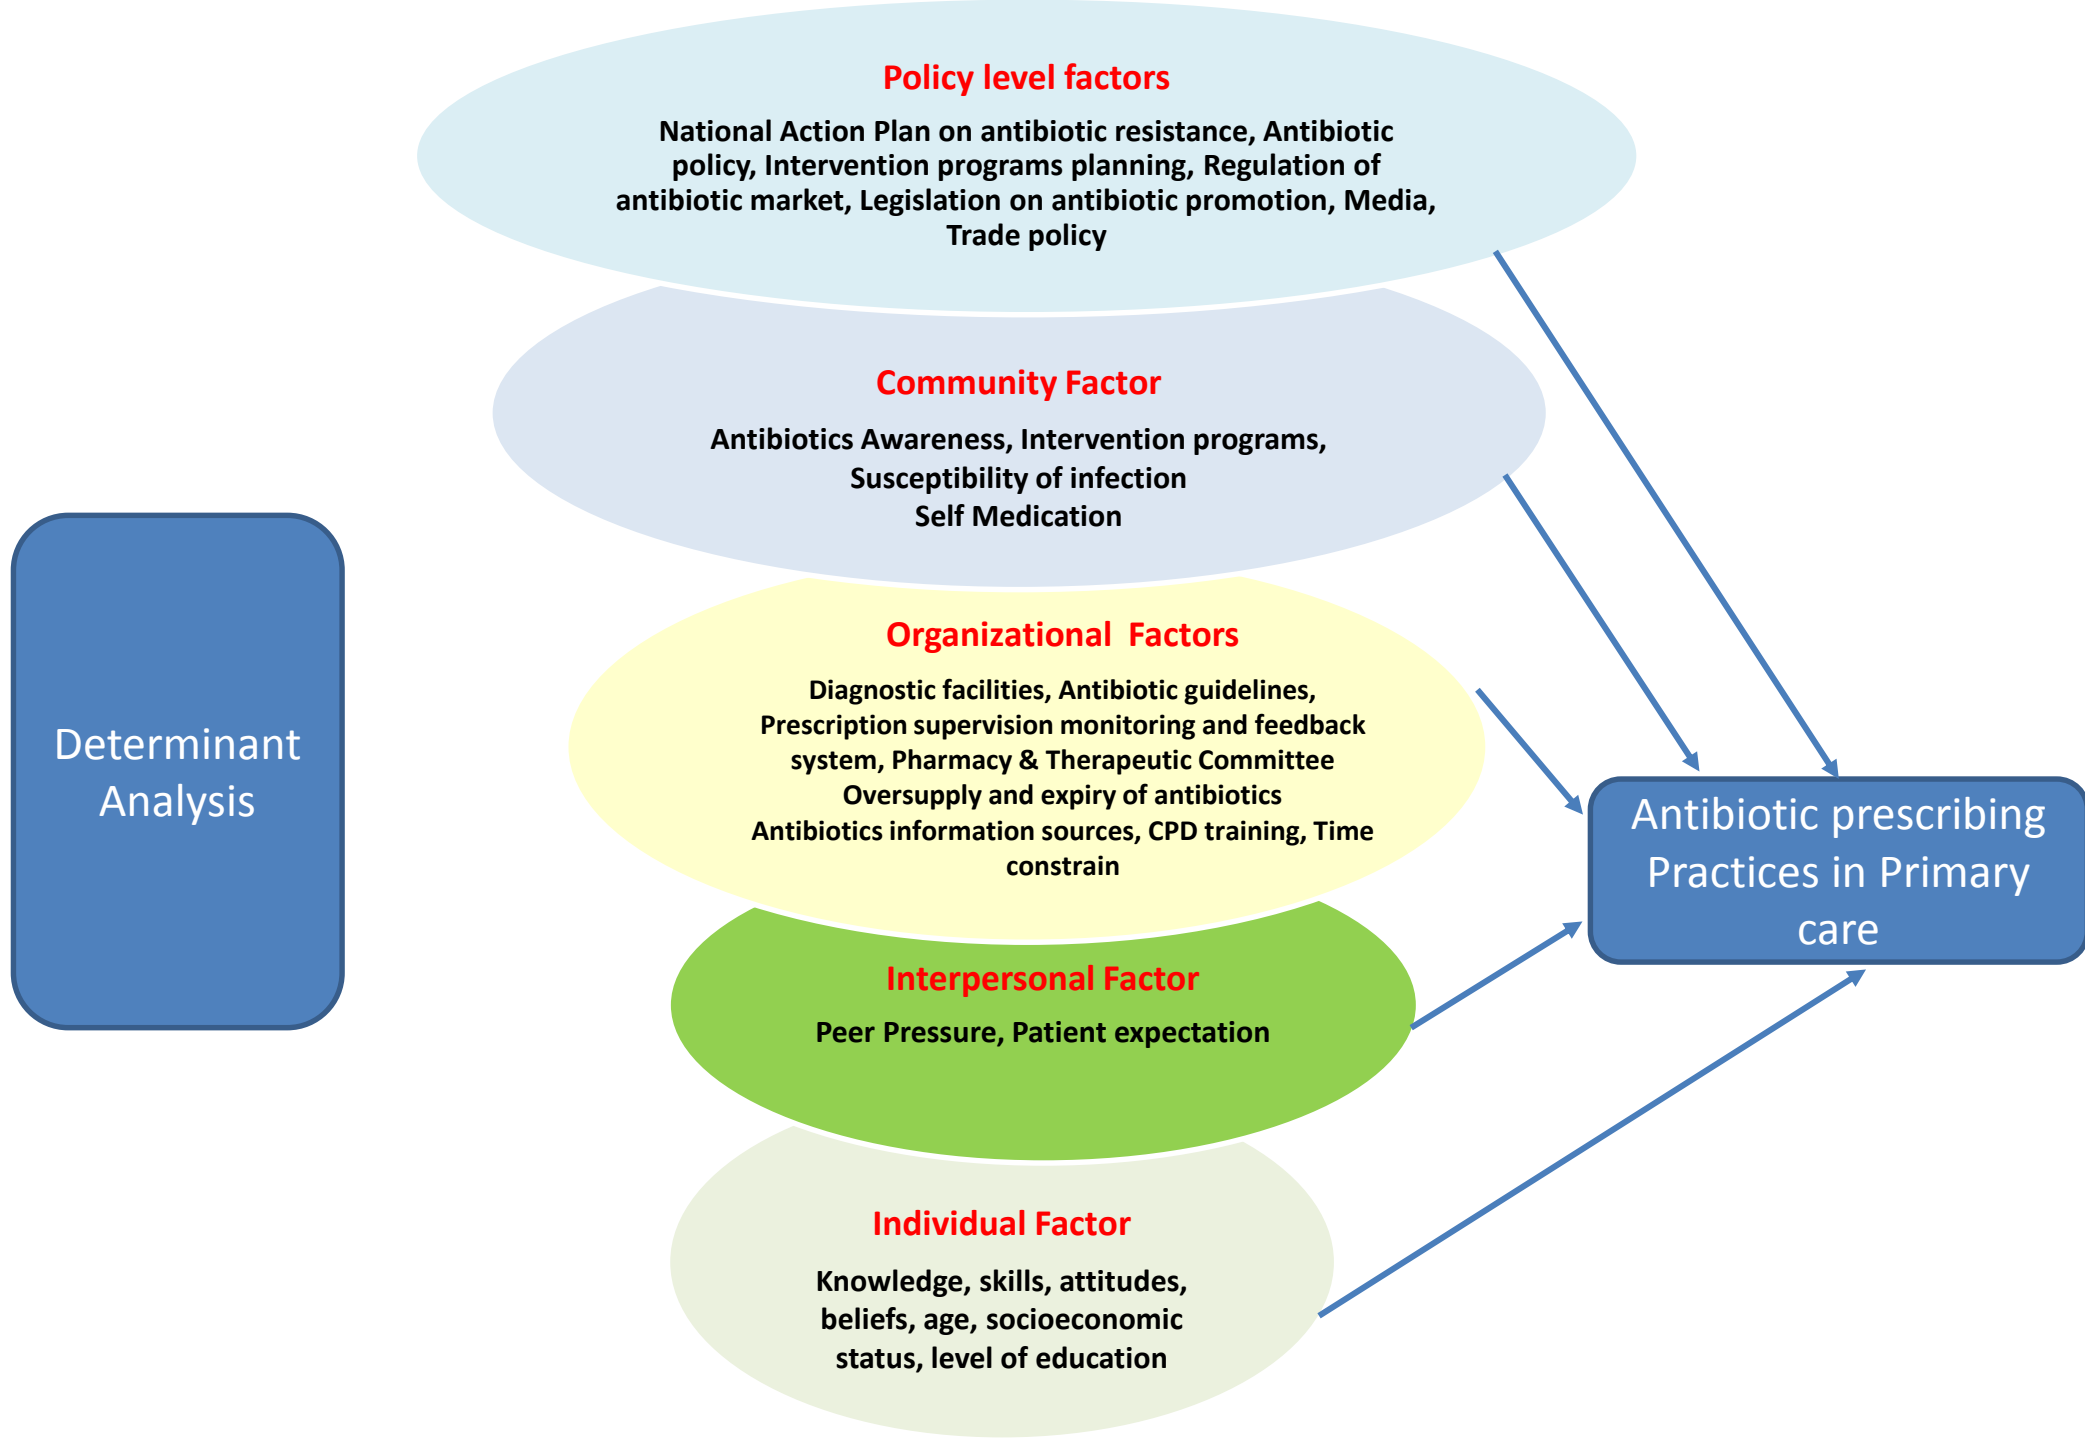 Policy level factors
National Action Plan on antibiotic resistance, Antibiotic
policy, Intervention programs planning, Regulation of
antibiotic market, Legislation on antibiotic promotion, Media,
Trade policy
Community Factor
Antibiotics Awareness, Intervention programs,
Susceptibility of infection
Self Medication
Organizational  Factors
Diagnostic facilities, Antibiotic guidelines,
Prescription supervision monitoring and feedback
system, Pharmacy & Therapeutic Committee
Oversupply and expiry of antibiotics
Antibiotics information sources, CPD training, Time
constrain
Interpersonal Factor
Peer Pressure, Patient expectation
Individual Factor
Knowledge, skills, attitudes,
beliefs, age, socioeconomic
status, level of education
Determinant
Analysis
Antibiotic prescribing
Practices in Primary
care